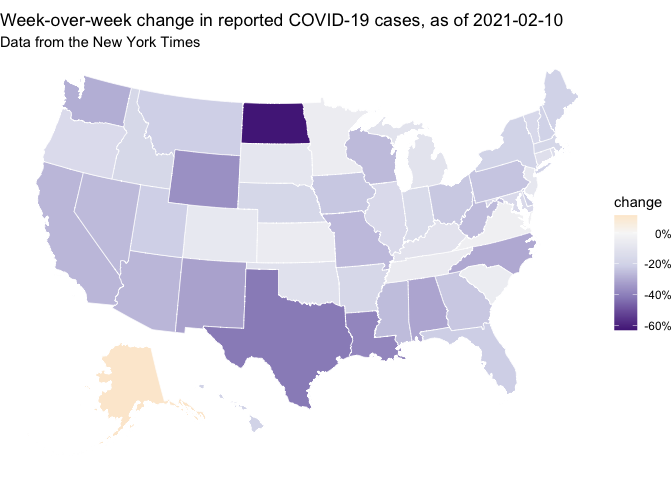 Week-over-week change in reported COVID-19 cases, as of 2021-02-10
Data from the New York Times
change
0%
-20%
-40%
-60%